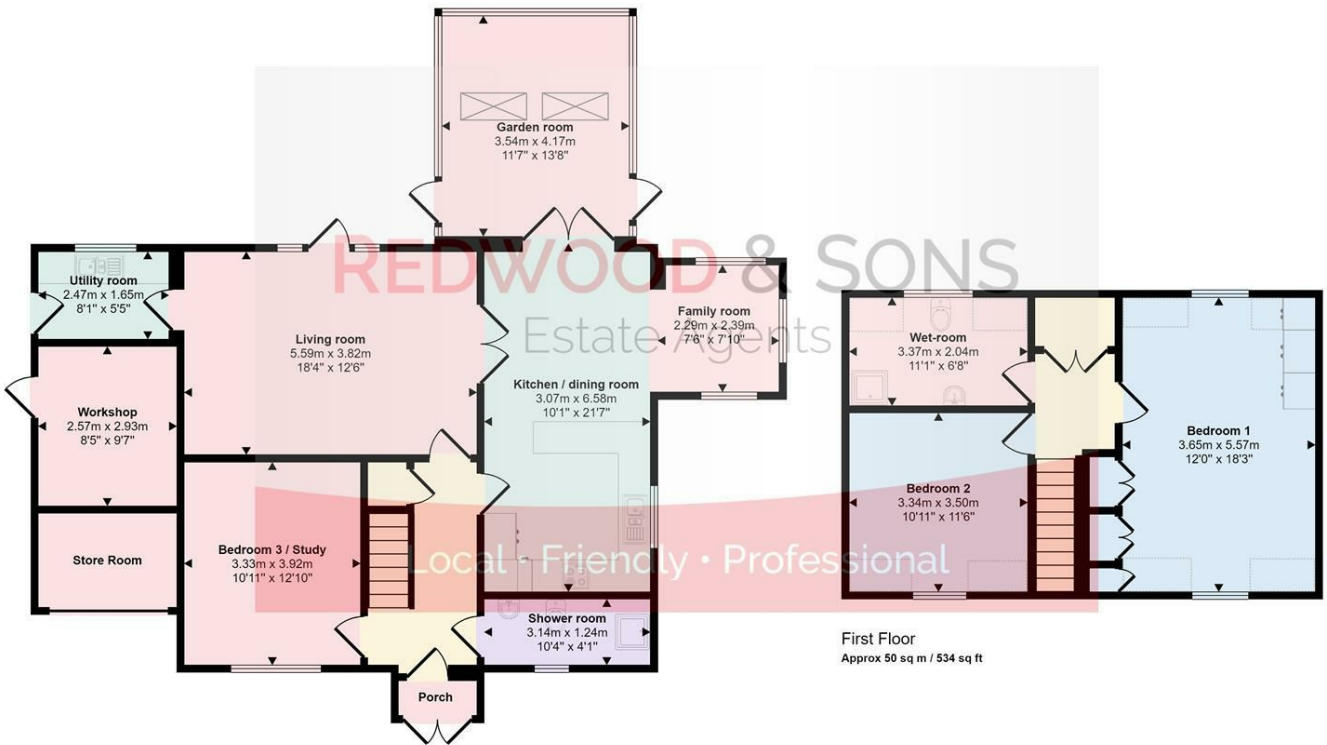 Garden room
3.54m x 4.17m
11'7" x 13'8"
REDWOOD & SONS
Estate Agents
Utility room
2.47m x 1.65m
8'1" x 5'5"
Living room
5.59m x 3.82m
18'4" x 12'6"
Family room
2.29m x 2.39m
7'6" x 7'10"
Kitchen / dining room
3.07m x 6.58m
10'1" x 21'7"
Workshop
2.57m x 2.93m
8'5" x 9'7"
Store Room
Bedroom 3 / Study
3.33m x 3.92m
10'11" x 12'10"
Local · Friendly · Professional
Shower room
3.14m x 1.24m
10'4" x 4'1"
Porch
Wet-room
3.37m x 2.04m
11'1" x 6'8"
Bedroom 1
3.65m x 5.57m
12'0" x 18'3"
Bedroom 2
3.34m x 3.50m
10'11" x 11'6"
First Floor
Approx 50 sq m / 534 sq ft